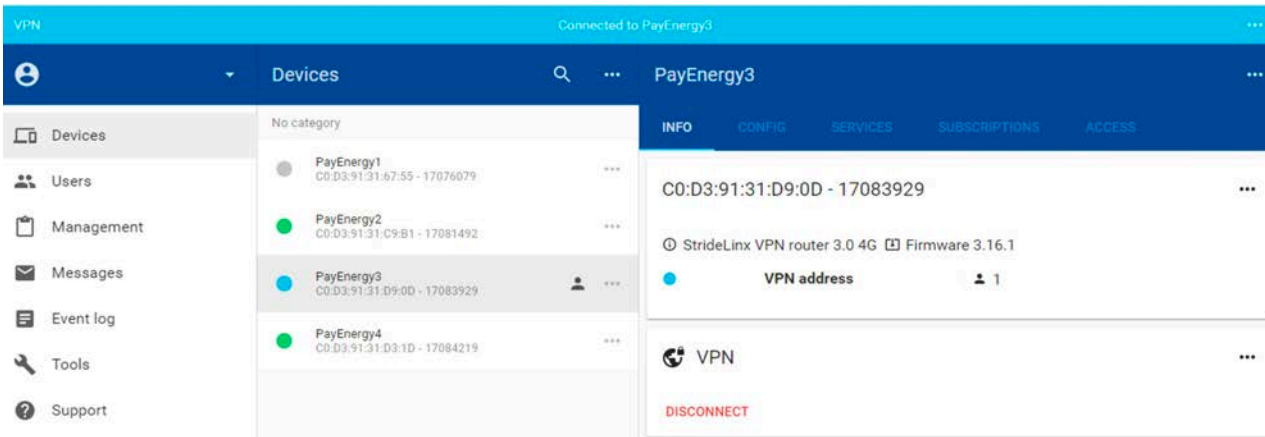 VPN
Connected to PayEnergy3
Devices
PayEnergy3
Devices
Users
Management
Messages
Event log
Tools
Support
No category
PayEnergy1
C0:D3:91:31:67:55 - 17076079
PayEnergy2
C0:D3:91:31:C9:B1 - 17081492
PayEnergy3
C0:D3:91:31:D9:0D - 17083929
PayEnergy4
C0:D3:91:31:D3:1D - 17084219
INFO
CONFIG
SERVICES
SUBSCRIPTIONS
ACCESS
C0:D3:91:31:D9:0D - 17083929
StrideLinx VPN router 3.0 4G Firmware 3.16.1
VPN address 1
VPN
DISCONNECT